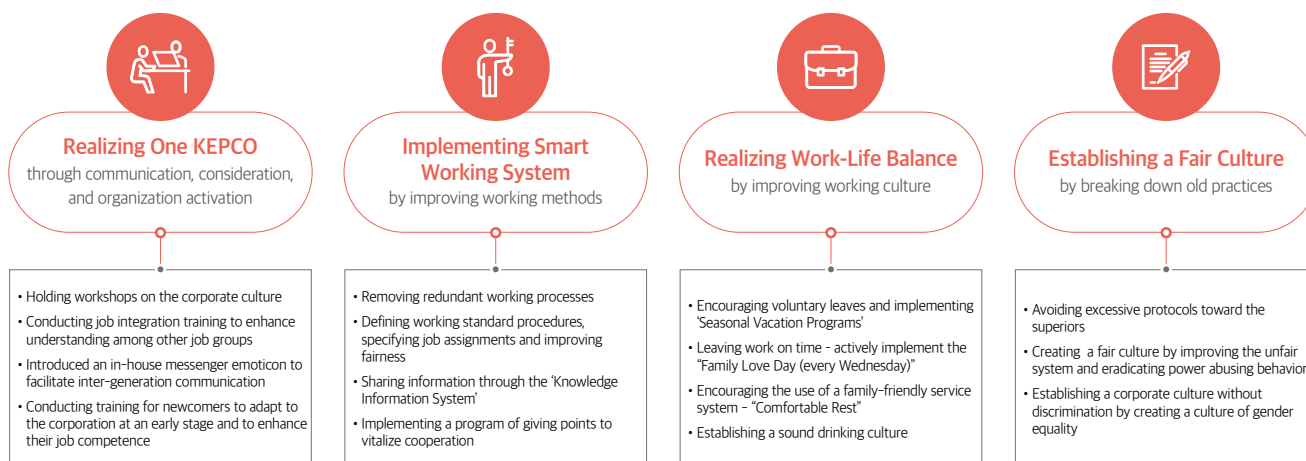 Realizing One KEPCO
through communication, consideration,
and organization activation
• Holding workshops on the corporate culture
• Conducting job integration training to enhance
understanding among other job groups
• Introduced an in-house messenger emoticon to
facilitate inter-generation communication
• Conducting training for newcomers to adapt to
the corporation at an early stage and to enhance
their job competence
Implementing Smart
Working System
by improving working methods
• Removing redundant working processes
• Defining working standard procedures,
specifying job assignments and improving
fairness
• Sharing information through the ‘Knowledge
Information System’
• Implementing a program of giving points to
vitalize cooperation
Realizing Work-Life Balance
by improving working culture
• Encouraging voluntary leaves and implementing
‘Seasonal Vacation Programs’
• Leaving work on time - actively implement the
“Family Love Day (every Wednesday)”
• Encouraging the use of a family-friendly service
system - “Comfortable Rest”
• Establishing a sound drinking culture
Establishing a Fair Culture
by breaking down old practices
• Avoiding excessive protocols toward the
superiors
• Creating a fair culture by improving the unfair
system and eradicating power abusing behavior
• Establishing a corporate culture without
discrimination by creating a culture of gender
equality